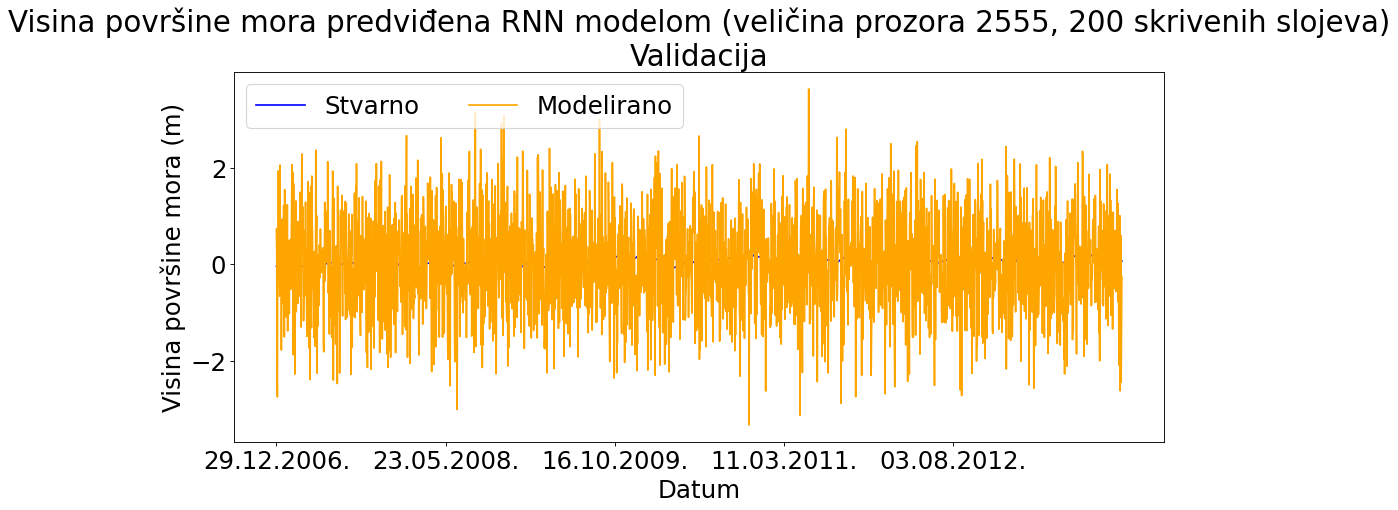 Visina površine mora predviđena RNN modelom (veličina prozora 2555, 200 skrivenih slojeva)
Validacija
Stvarno
Modelirano
Visina površine mora (m)
2
0
−2
29.12.2006.
23.05.2008.
16.10.2009.
11.03.2011.
03.08.2012.
Datum